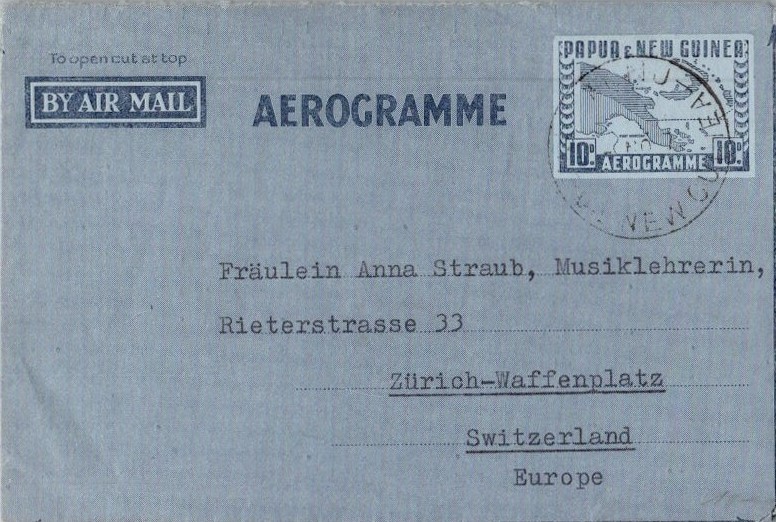 To open cut at top
BY AIR MAIL
AEROGRAMME
PAPUA & NEW GUINEA
10D. AEROGRAMME 10D.
NEW GUINEA
Fräulein Anna Straub, Musiklehrerin,
Rieterstrasse 33
Zürich-Waffenplatz
Switzerland
Europe